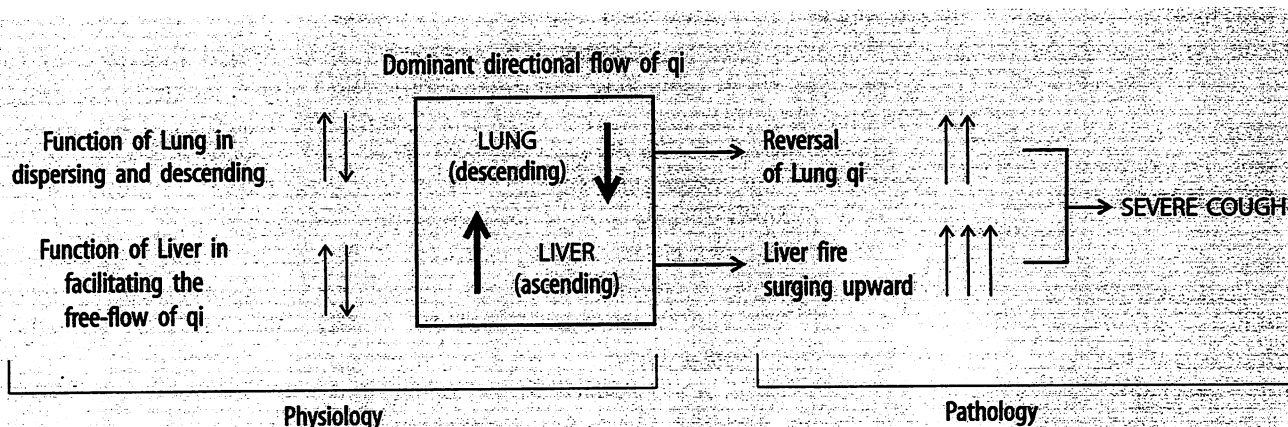 Dominant directional flow of qi
Function of Lung in
dispersing and descending
LUNG
(descending)
Reversal
of Lung qi
SEVERE COUGH
Function of Liver in
facilitating the
free-flow of qi
LIVER
(ascending)
Liver fire
surging upward
Physiology
Pathology